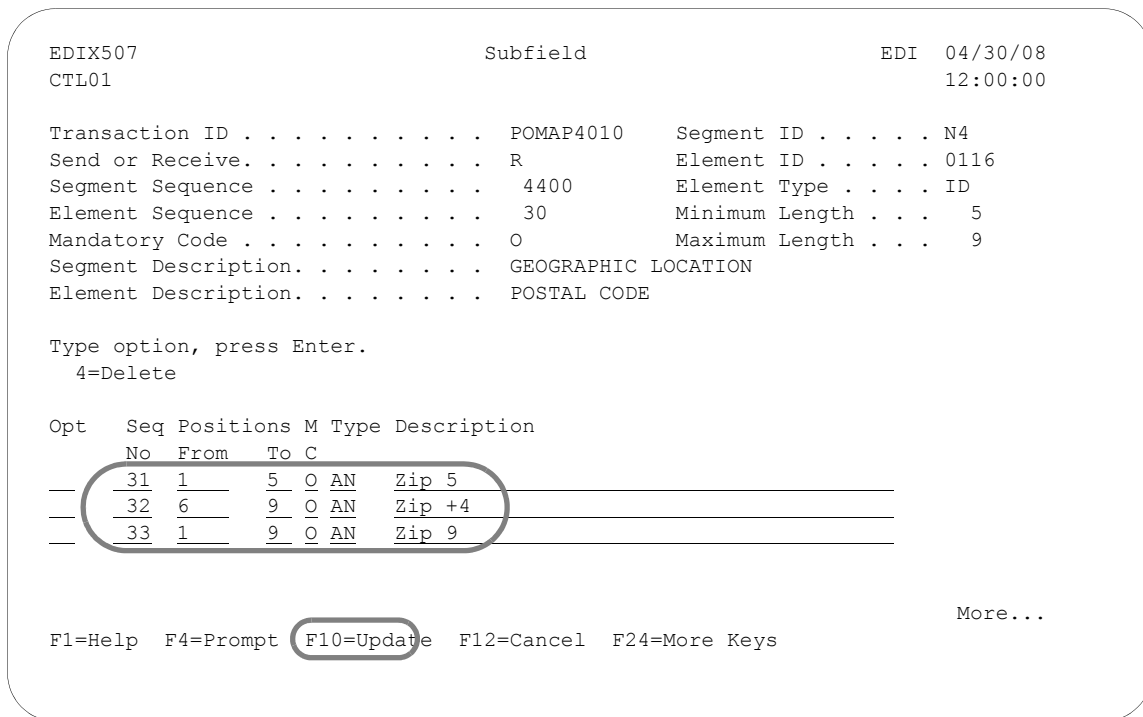 EDIX507 Subfield EDI 04/30/08
CTL01 12:00:00
Transaction ID . . . . . . . . . . POMAP4010 Segment ID . . . . . N4
Send or Receive. . . . . . . . . . R Element ID . . . . . 0116
Segment Sequence . . . . . . . . . 4400 Element Type . . . . ID
Element Sequence . . . . . . . . . 30 Minimum Length . . . 5
Mandatory Code . . . . . . . . . . O Maximum Length . . . 9
Segment Description. . . . . . . . GEOGRAPHIC LOCATION
Element Description. . . . . . . . POSTAL CODE
Type option, press Enter.
4=Delete
Opt Seq Positions M Type Description
No From To C
31 1 5 O AN Zip 5
32 6 9 O AN Zip +4
33 1 9 O AN Zip 9
More...
F1=Help F4=Prompt F10=Update F12=Cancel F24=More Keys